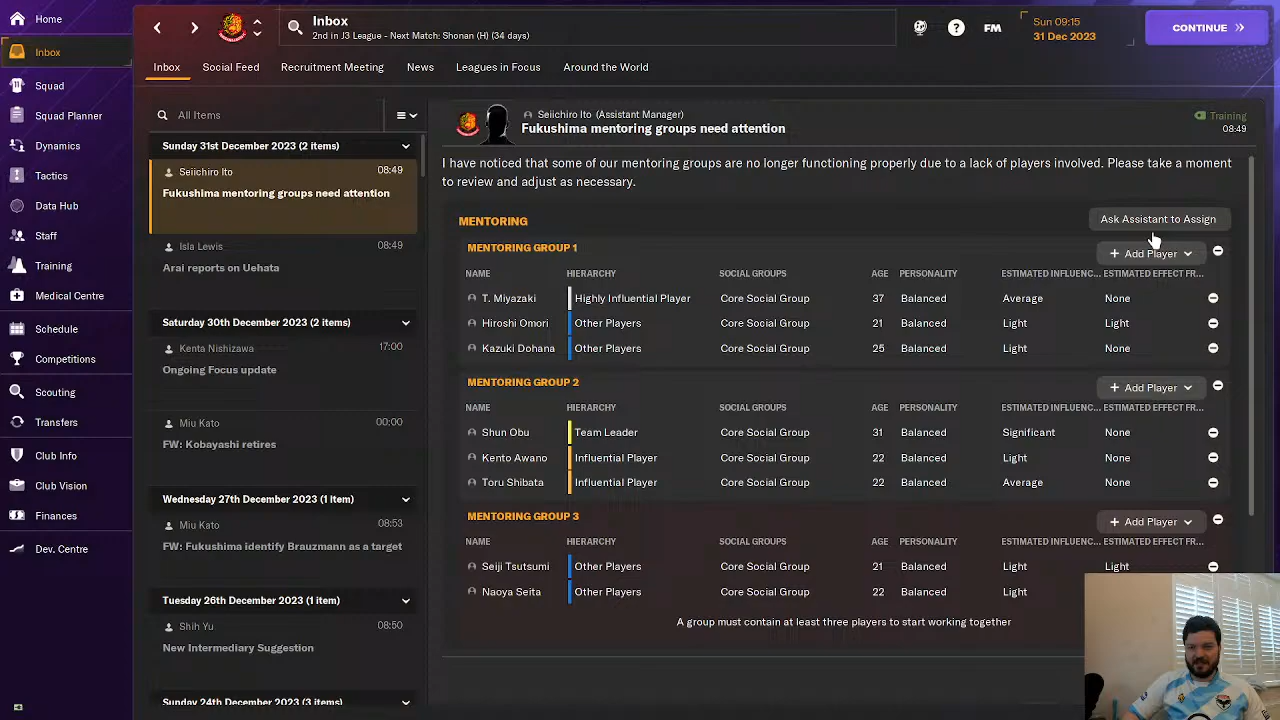 Home
Inbox
Squad
Squad Planner
Dynamics
Tactics
Data Hub
Staff
Training
Medical Centre
Schedule
Competitions
Scouting
Transfers
Club Info
Club Vision
Finances
Dev. Centre
Inbox
2nd in J3 League - Next Match: Shonan (H) (34 days)
FM
Sun 09:15
31 Dec 2023
CONTINUE
Inbox Social Feed Recruitment Meeting News Leagues in Focus Around the World
All Items
Sunday 31st December 2023 (2 items)
Seiichiro Ito 08:49
Fukushima mentoring groups need attention
Isla Lewis 08:49
Arai reports on Uehata
Saturday 30th December 2023 (2 items)
Kenta Nishizawa 17:00
Ongoing Focus update
Miu Kato 00:00
FW: Kobayashi retires
Wednesday 27th December 2023 (1 item)
Miu Kato 08:53
FW: Fukushima identify Brauzmann as a target
Tuesday 26th December 2023 (1 item)
Shih Yu 08:50
New Intermediary Suggestion
Sunday 24th December 2023 (3 items)
Seiichiro Ito (Assistant Manager)
Fukushima mentoring groups need attention
Training
08:49
I have noticed that some of our mentoring groups are no longer functioning properly due to a lack of players involved. Please take a moment
to review and adjust as necessary.
MENTORING
Ask Assistant to Assign
MENTORING GROUP 1
+ Add Player
NAME HIERARCHY SOCIAL GROUPS AGE PERSONALITY ESTIMATED INFLUENC... ESTIMATED EFFECT FR...
T. Miyazaki Highly Influential Player Core Social Group 37 Balanced Average None
Hiroshi Omori Other Players Core Social Group 21 Balanced Light Light
Kazuki Dohana Other Players Core Social Group 25 Balanced Light None
MENTORING GROUP 2
+ Add Player
NAME HIERARCHY SOCIAL GROUPS AGE PERSONALITY ESTIMATED INFLUENC... ESTIMATED EFFECT FR...
Shun Obu Team Leader Core Social Group 31 Balanced Significant None
Kento Awano Influential Player Core Social Group 22 Balanced Light None
Toru Shibata Influential Player Core Social Group 22 Balanced Average None
MENTORING GROUP 3
+ Add Player
NAME HIERARCHY SOCIAL GROUPS AGE PERSONALITY ESTIMATED INFLUENC... ESTIMATED EFFECT FR...
Seiji Tsutsumi Other Players Core Social Group 21 Balanced Light Light
Naoya Seita Other Players Core Social Group 22 Balanced Light
A group must contain at least three players to start working together